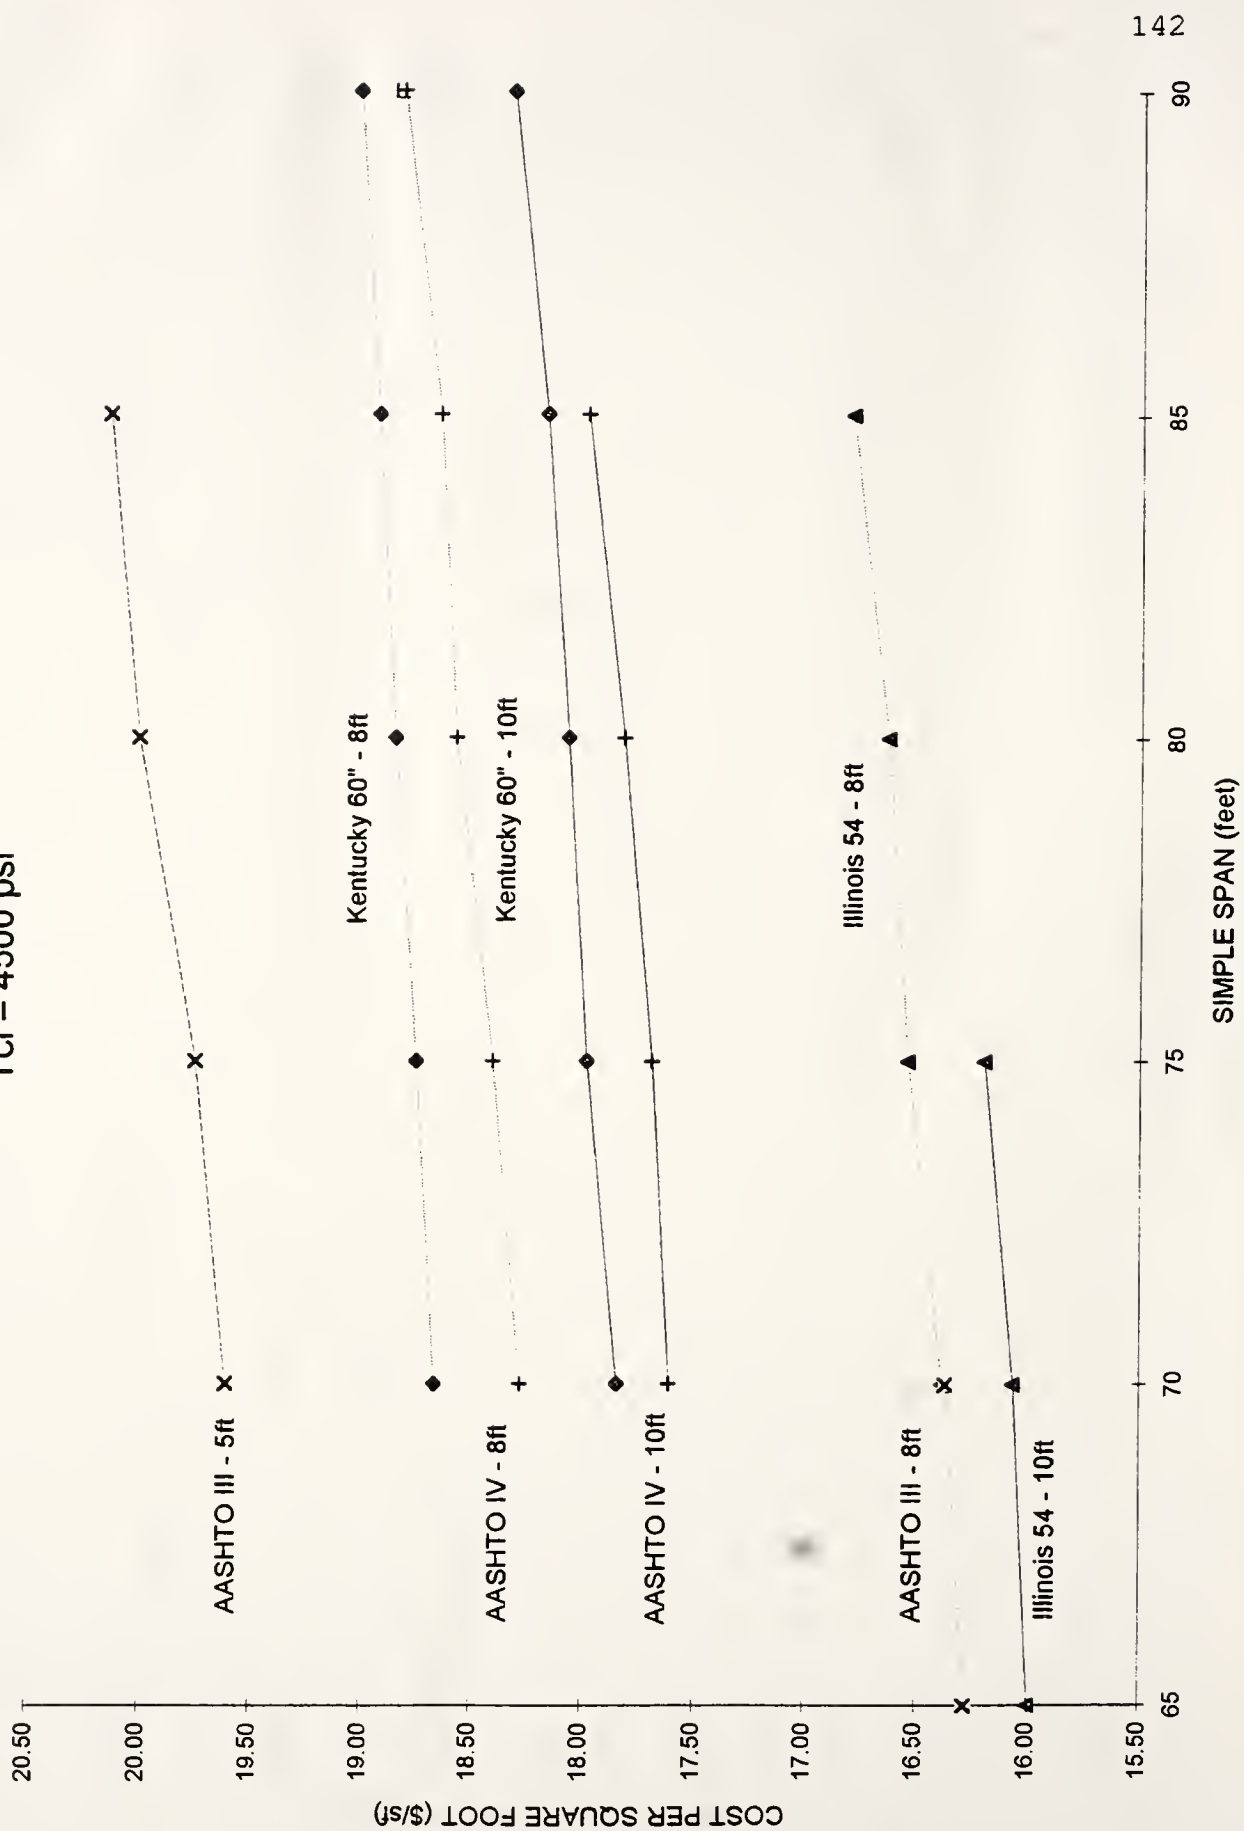 142
20.50
20.00
19.50
19.00
18.50
18.00
17.50
17.00
16.50
16.00
15.50
COST PER SQUARE FOOT ($/sf)
AASHTO III - 5ft
Kentucky 60" - 8ft
AASHTO IV - 8ft
Kentucky 60" - 10ft
AASHTO IV - 10ft
Illinois 54 - 8ft
AASHTO III - 8ft
Illinois 54 - 10ft
65
70
75
80
85
90
SIMPLE SPAN (feet)